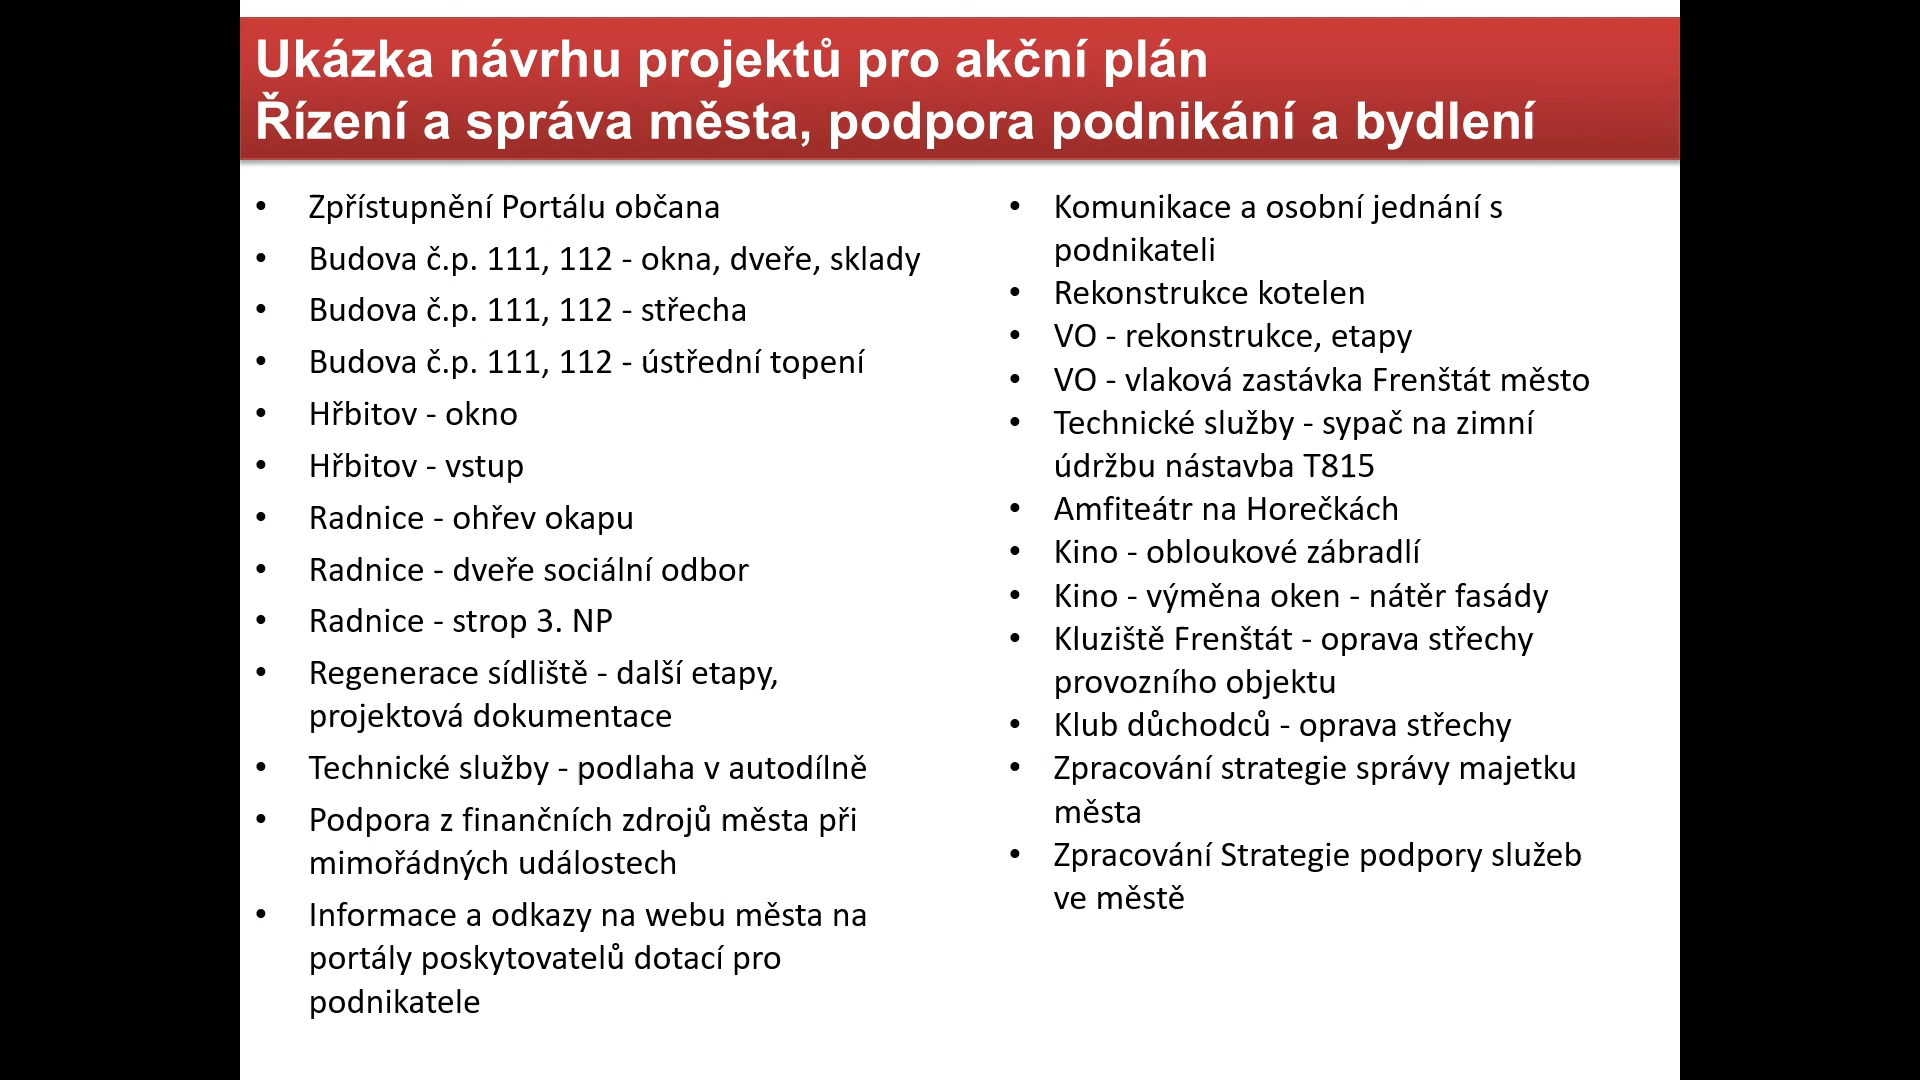 Ukázka návrhu projektů pro akční plán
Řízení a správa města, podpora podnikání a bydlení
• Zpřístupnění Portálu občana
• Budova č.p. 111, 112 - okna, dveře, sklady
• Budova č.p. 111, 112 - střecha
• Budova č.p. 111, 112 - ústřední topení
• Hřbitov - okno
• Hřbitov - vstup
• Radnice - ohřev okapu
• Radnice - dveře sociální odbor
• Radnice - strop 3. NP
• Regenerace sídliště - další etapy,
projektová dokumentace
• Technické služby - podlaha v autodílně
• Podpora z finančních zdrojů města při
mimořádných událostech
• Informace a odkazy na webu města na
portály poskytovatelů dotací pro
podnikatele
• Komunikace a osobní jednání s
podnikateli
• Rekonstrukce kotelen
• VO - rekonstrukce, etapy
• VO - vlaková zastávka Frenštát město
• Technické služby - sypač na zimní
údržbu nástavba T815
• Amfiteátr na Horečkách
• Kino - obloukové zábradlí
• Kino - výměna oken - nátěr fasády
• Kluziště Frenštát - oprava střechy
provozního objektu
• Klub důchodců - oprava střechy
• Zpracování strategie správy majetku
města
• Zpracování Strategie podpory služeb
ve městě